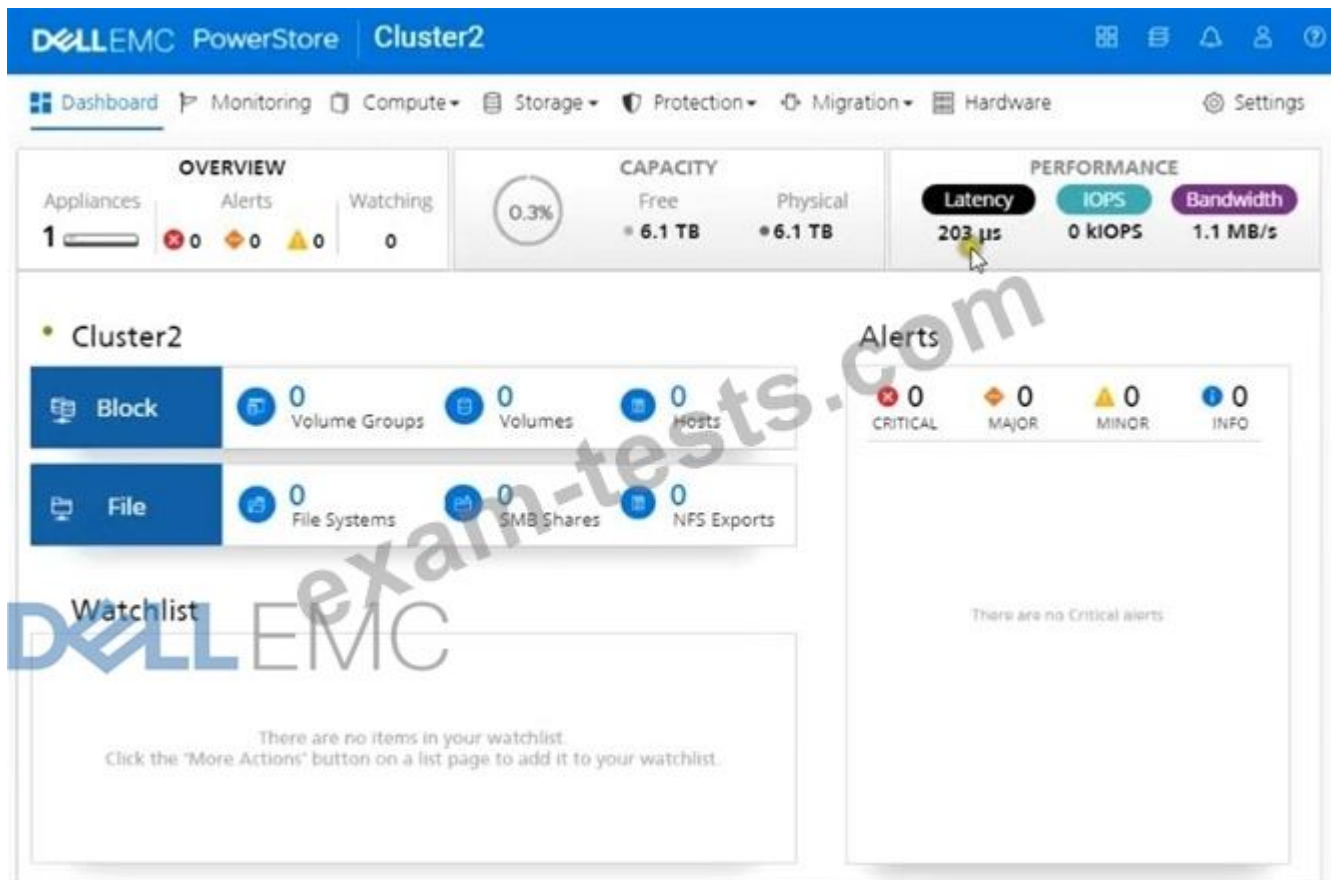 DELLEMC PowerStore Cluster2
Dashboard Monitoring Compute Storage Protection Migration Hardware Settings
OVERVIEW
Appliances Alerts Watching
1 0 0 0 0
CAPACITY
0.3%
Free Physical
6.1 TB 6.1 TB
PERFORMANCE
Latency IOPS Bandwidth
203 µs 0 kIOPS 1.1 MB/s
Cluster2
Block
0 Volume Groups
0 Volumes
0 Hosts
File
0 File Systems
0 SMB Shares
0 NFS Exports
Watchlist
There are no items in your watchlist.
Click the "More Actions" button on a list page to add it to your watchlist.
Alerts
0 0 0 0
CRITICAL MAJOR MINOR INFO
There are no Critical alerts
exam-tests.com
DELLEMC